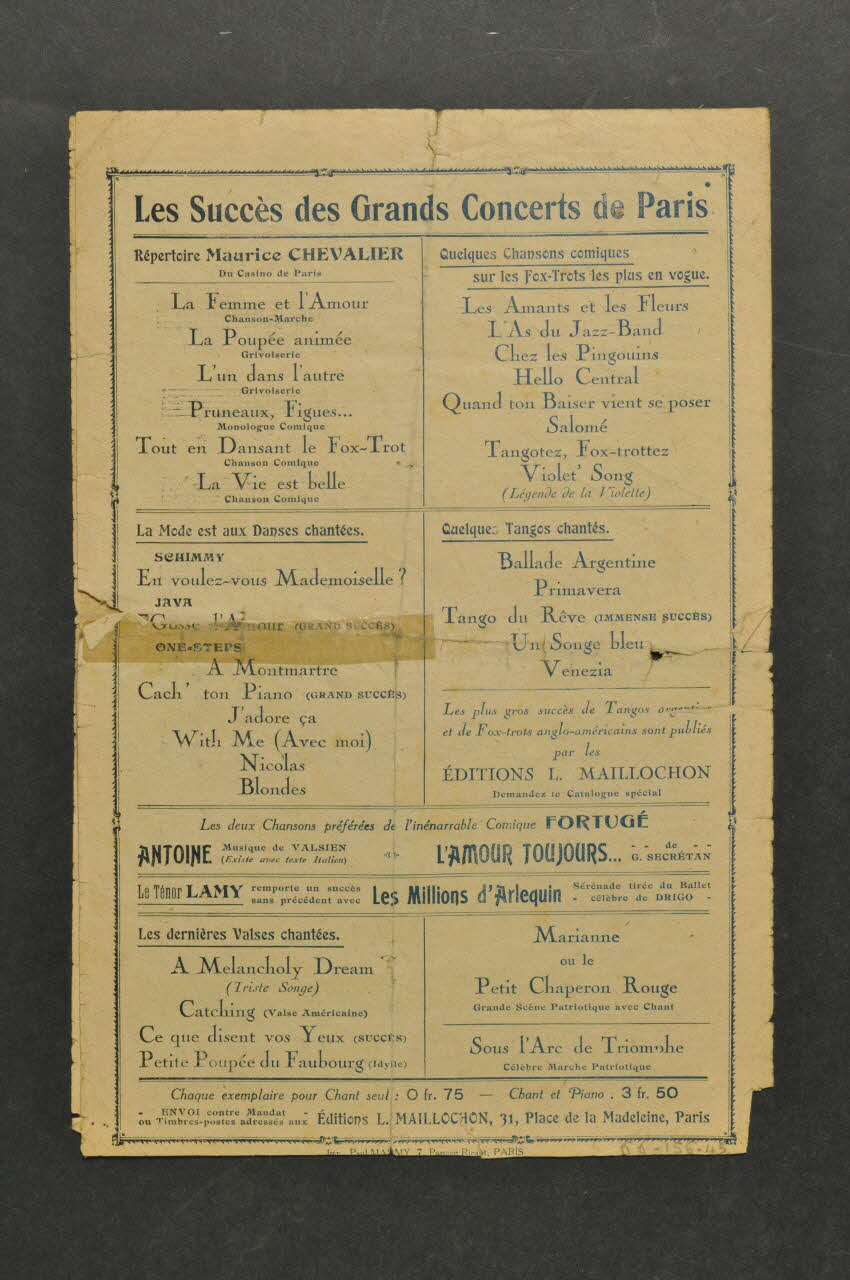 Les Succès des Grands Concerts de Paris
Répertoire Maurice CHEVALIER
Du Casino de Paris
La Femme et l'Amour
Chanson-Marche
La Poupée animée
Grivoiserie
L'un dans l'autre
Grivoiserie
Pruneaux, Figues...
Monologue Comique
Tout en Dansant le Fox-Trot
Chanson Comique
La Vie est belle
Chanson Comique
Quelques Chansons comiques
sur les Fox-Trots les plus en vogue.
Les Amants et les Fleurs
L'As du Jazz-Band
Chez les Pingouins
Hello Central
Quand ton Baiser vient se poser
Salomé
Tangotez, Fox-trottez
Violet' Song
(Légende de la Violette)
La Mode est aux Danses chantées.
SCHIMMY
En voulez-vous Mademoiselle ?
JAVA
Gosse d'Amour (GRAND SUCCÈS)
ONE-STEPS
A Montmartre
Cach' ton Piano (GRAND SUCCÈS)
J'adore ça
With Me (Avec moi)
Nicolas
Blondes
Quelques Tangos chantés.
Ballade Argentine
Primavera
Tango du Rêve (IMMENSE SUCCÈS)
Un Songe bleu
Venezia
Les plus gros succès de Tangos argentins
et de Fox-trots anglo-américains sont publiés
par les
ÉDITIONS L. MAILLOCHON
Demandez le Catalogue spécial
Les deux Chansons préférées de l'inénarrable Comique FORTUGÉ
ANTOINE Musique de VALSIEN
(Existe avec texte Italien)
L'AMOUR TOUJOURS... - - de - -
G. SECRÉTAN
Le Ténor LAMY remporte un succès
sans précédent avec
Les Millions d'Arlequin Sérénade tirée du Ballet
- célèbre de DRIGO -
Les dernières Valses chantées.
A Melancholy Dream
(Triste Songe)
Catching (Valse Américaine)
Ce que disent vos Yeux (SUCCÈS)
Petite Poupée du Faubourg (Idylle)
Marianne
ou le
Petit Chaperon Rouge
Grande Scène Patriotique avec Chant
Sous l'Arc de Triomphe
Célèbre Marche Patriotique
Chaque exemplaire pour Chant seul : 0 fr. 75 — Chant et Piano . 3 fr. 50
- ENVOI contre Mandat -
ou Timbres-postes adressés aux Éditions L. MAILLOCHON, 31, Place de la Madeleine, Paris
PARIS